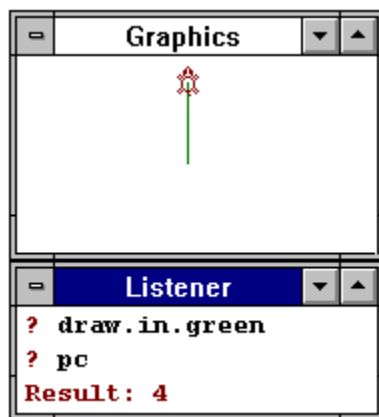 Graphics
Listener
? draw.in.green
? pc
Result: 4